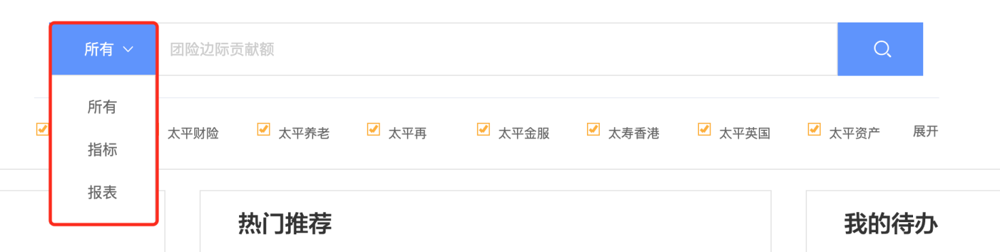 所有 团险边际贡献额
所有
太平财险 太平养老 太平再 太平金服 太寿香港 太平英国 太平资产 展开
指标
报表
热门推荐 我的待办